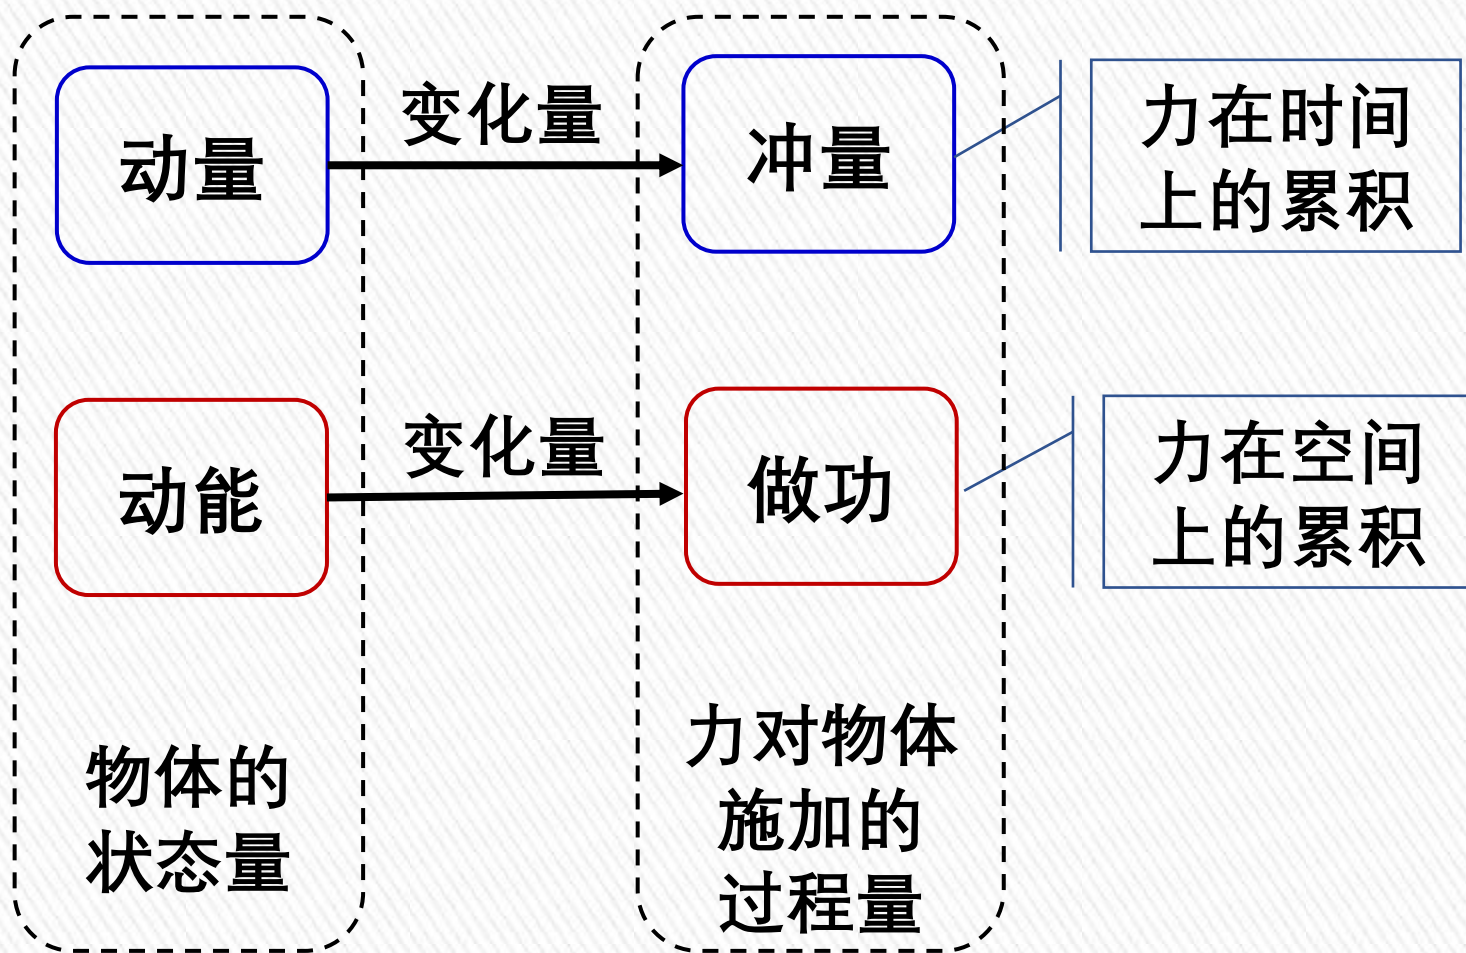 动量
变化量
冲量
力在时间
上的累积
动能
变化量
做功
力在空间
上的累积
物体的
状态量
力对物体
施加的
过程量